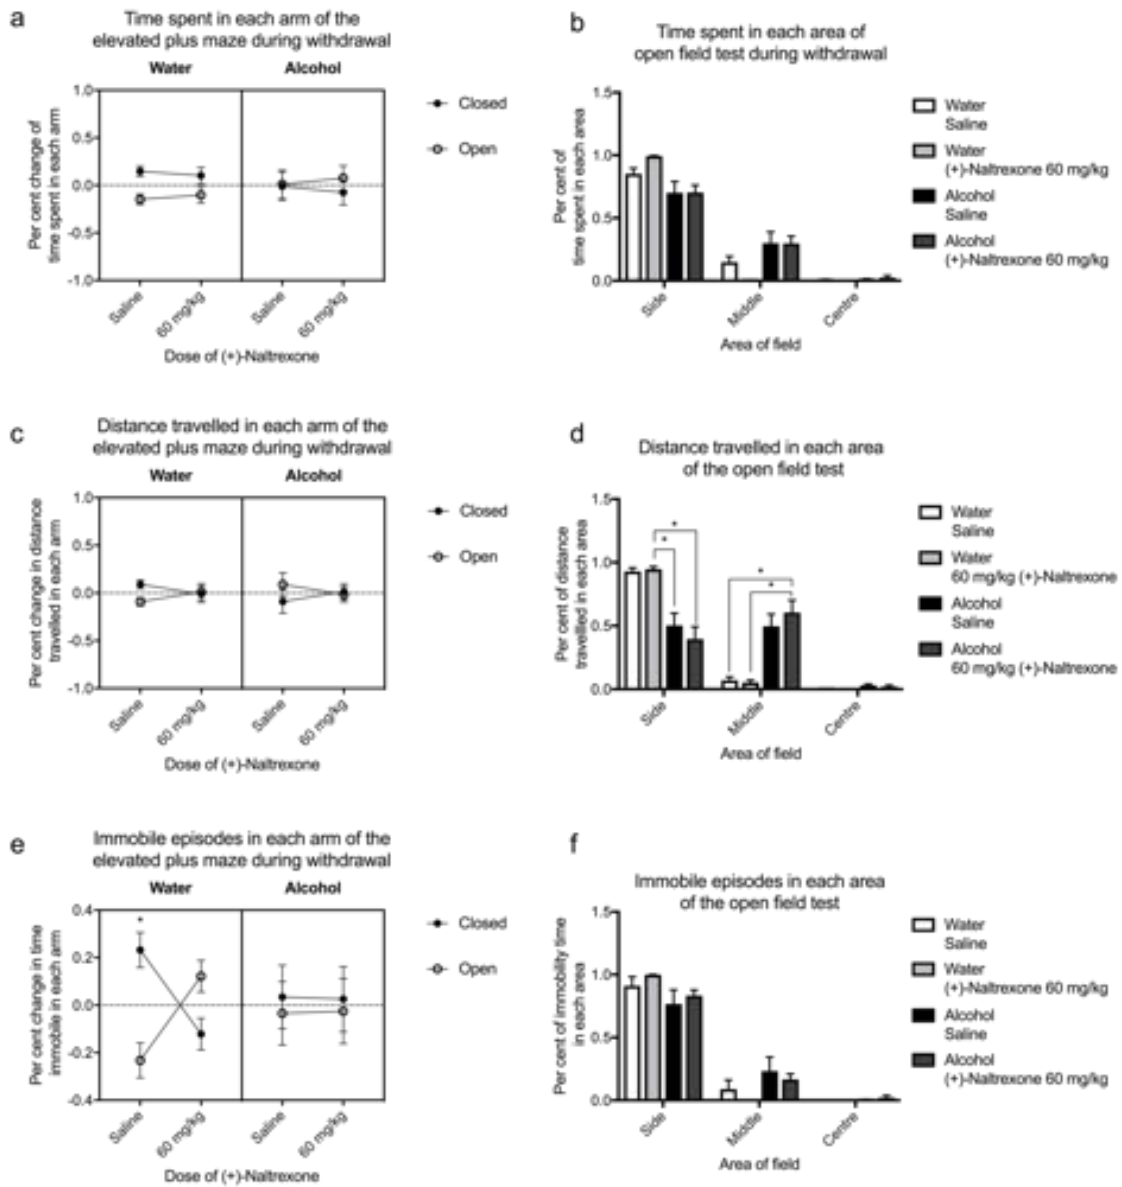 a
Time spent in each arm of the
elevated plus maze during withdrawal
Water Alcohol
Per cent change of
time spent in each arm
1.0
0.5
0.0
-0.5
-1.0
Saline
60 mg/kg
Saline
60 mg/kg
Dose of (+)-Naltrexone
Closed
Open
b
Time spent in each area of
open field test during withdrawal
Per cent of
time spent in each area
1.5
1.0
0.5
0.0
Side
Middle
Centre
Area of field
Water
Saline
Water
(+)-Naltrexone 60 mg/kg
Alcohol
Saline
Alcohol
(+)-Naltrexone 60 mg/kg
c
Distance travelled in each arm of the
elevated plus maze during withdrawal
Water Alcohol
Per cent change in distance
travelled in each arm
1.0
0.5
0.0
-0.5
-1.0
Saline
60 mg/kg
Saline
60 mg/kg
Dose of (+)-Naltrexone
Closed
Open
d
Distance travelled in each area
of the open field test
Per cent of distance
travelled in each area
1.5
1.0
0.5
0.0
*
*
*
*
Side
Middle
Centre
Area of field
Water
Saline
Water
60 mg/kg (+)-Naltrexone
Alcohol
Saline
Alcohol
60 mg/kg (+)-Naltrexone
e
Immobile episodes in each arm of the
elevated plus maze during withdrawal
Water Alcohol
Per cent change in time
immobile in each arm
0.4
0.2
0.0
-0.2
-0.4
*
Saline
60 mg/kg
Saline
60 mg/kg
Dose of (+)-Naltrexone
Closed
Open
f
Immobile episodes in each area
of the open field test
Per cent of immobility time
in each area
1.5
1.0
0.5
0.0
Side
Middle
Centre
Area of field
Water
Saline
Water
(+)-Naltrexone 60 mg/kg
Alcohol
Saline
Alcohol
(+)-Naltrexone 60 mg/kg